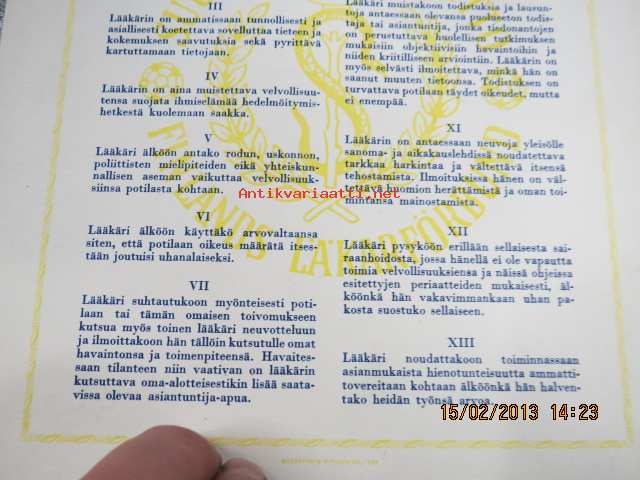 III
Lääkärin on ammatissaan tunnollisesti ja
asiallisesti koetettava sovelluttaa tieteen ja
kokemuksen saavutuksia sekä pyrittävä
kartuttamaan tietojaan.
IV
Lääkärin on aina muistettava velvollisuu-
tensa suojata ihmiselämää hedelmöitymis-
hetkestä kuolemaan saakka.
V
Lääkäri älköön antako rodun, uskonnon,
poliittisten mielipiteiden eikä yhteiskun-
nallisen aseman vaikuttaa velvollisuuk-
siinsa potilasta kohtaan.
VI
Lääkäri älköön käyttäkö arvovaltaansa
siten, että potilaan oikeus määrätä itses-
tään joutuisi uhanalaiseksi.
VII
Lääkäri suhtautukoon myönteisesti poti-
laan tai tämän omaisen toivomukseen
kutsua myös toinen lääkäri neuvotteluun
ja ilmoittakoon hän tällöin kutsutulle omat
havaintonsa ja toimenpiteensä. Havaites-
saan tilanteen niin vaativan on lääkärin
kutsuttava oma-alotteisestikin lisää saata-
vissa olevaa asiantuntija-apua.
Lääkäri muistakoon todistuksia ja lausun-
toja antaessaan olevansa puolueeton todis-
taja tai asiantuntija, jonka tiedonantojen
on perustuttava huolellisen tutkimuksen
mukaisiin objektiivisiin havaintoihin ja
niiden kriitilliseen arviointiin. Lääkärin on
myös selvästi ilmoitettava, minkä hän on
saanut muuten tietoonsa. Todistuksen on
turvattava potilaan täydet oikeudet, mutta
ei enempää.
XI
Lääkärin on antaessaan neuvoja yleisölle
sanoma- ja aikakauslehdissä noudatettava
tarkkaa harkintaa ja vältettävä itsensä
tehostamista. Ilmoituksissa hänen on väl-
tettävä huomion herättämistä ja oman toi-
mintansa mainostamista.
XII
Lääkäri pysyköön erillään sellaisesta sai-
raanhoidosta, jossa hänellä ei ole vapautta
toimia velvollisuuksiensa ja näissä ohjeissa
esitettyjen periaatteiden mukaisesti, äl-
köönkä hän vakavimmankaan uhan pa-
kosta suostuko sellaiseen.
XIII
Lääkäri noudattakoon toiminnassaan
asianmukaista hienotunteisuutta ammatti-
tovereitaan kohtaan älköönkä hän halven-
tako heidän työnsä arvoa.
FINLANDS LÄKARFÖRBUND
Antikvariaatti.net
15/02/2013 14:23